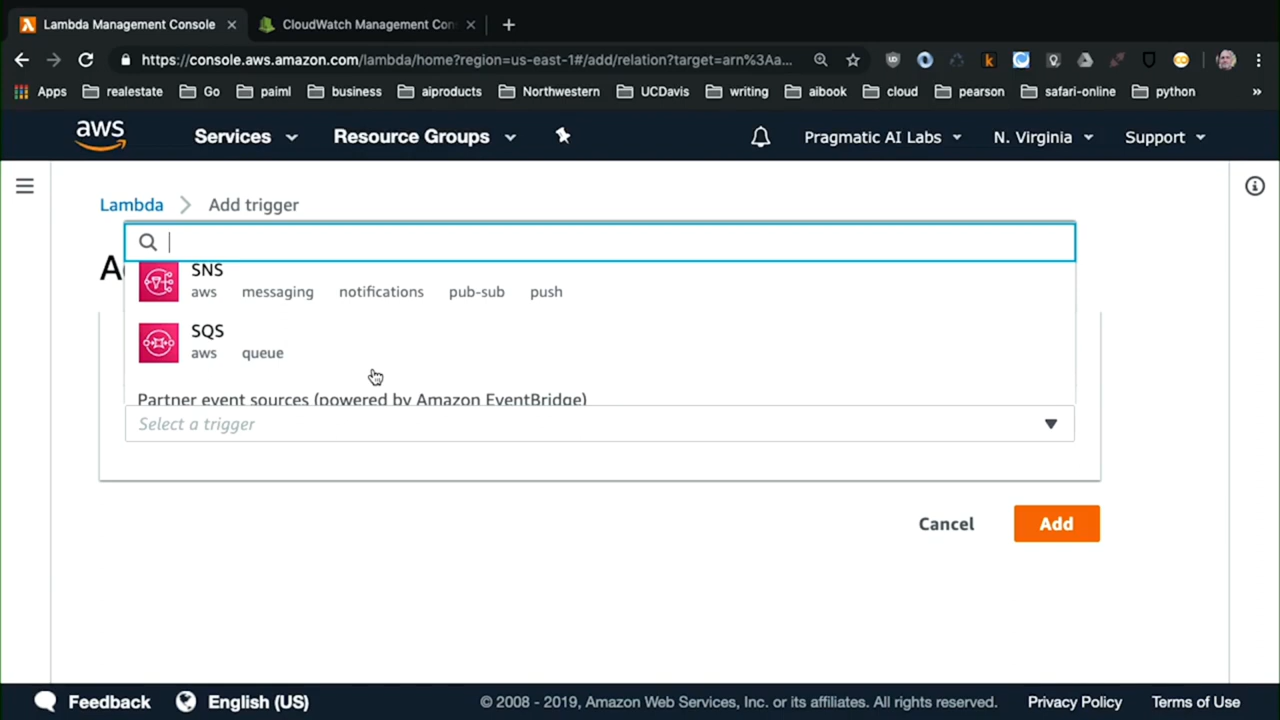 Lambda Management Console
CloudWatch Management Con
https://console.aws.amazon.com/lambda/home?region=us-east-1#/add/relation?target=arn%3Aa...
Apps realestate Go paiml business aiproducts Northwestern UCDavis writing aibook cloud pearson safari-online python »
aws Services Resource Groups Pragmatic AI Labs N. Virginia Support
Lambda Add trigger
SNS
aws messaging notifications pub-sub push
SQS
aws queue
Partner event sources (powered by Amazon EventBridge)
Select a trigger
Cancel Add
Feedback English (US) © 2008 - 2019, Amazon Web Services, Inc. or its affiliates. All rights reserved. Privacy Policy Terms of Use